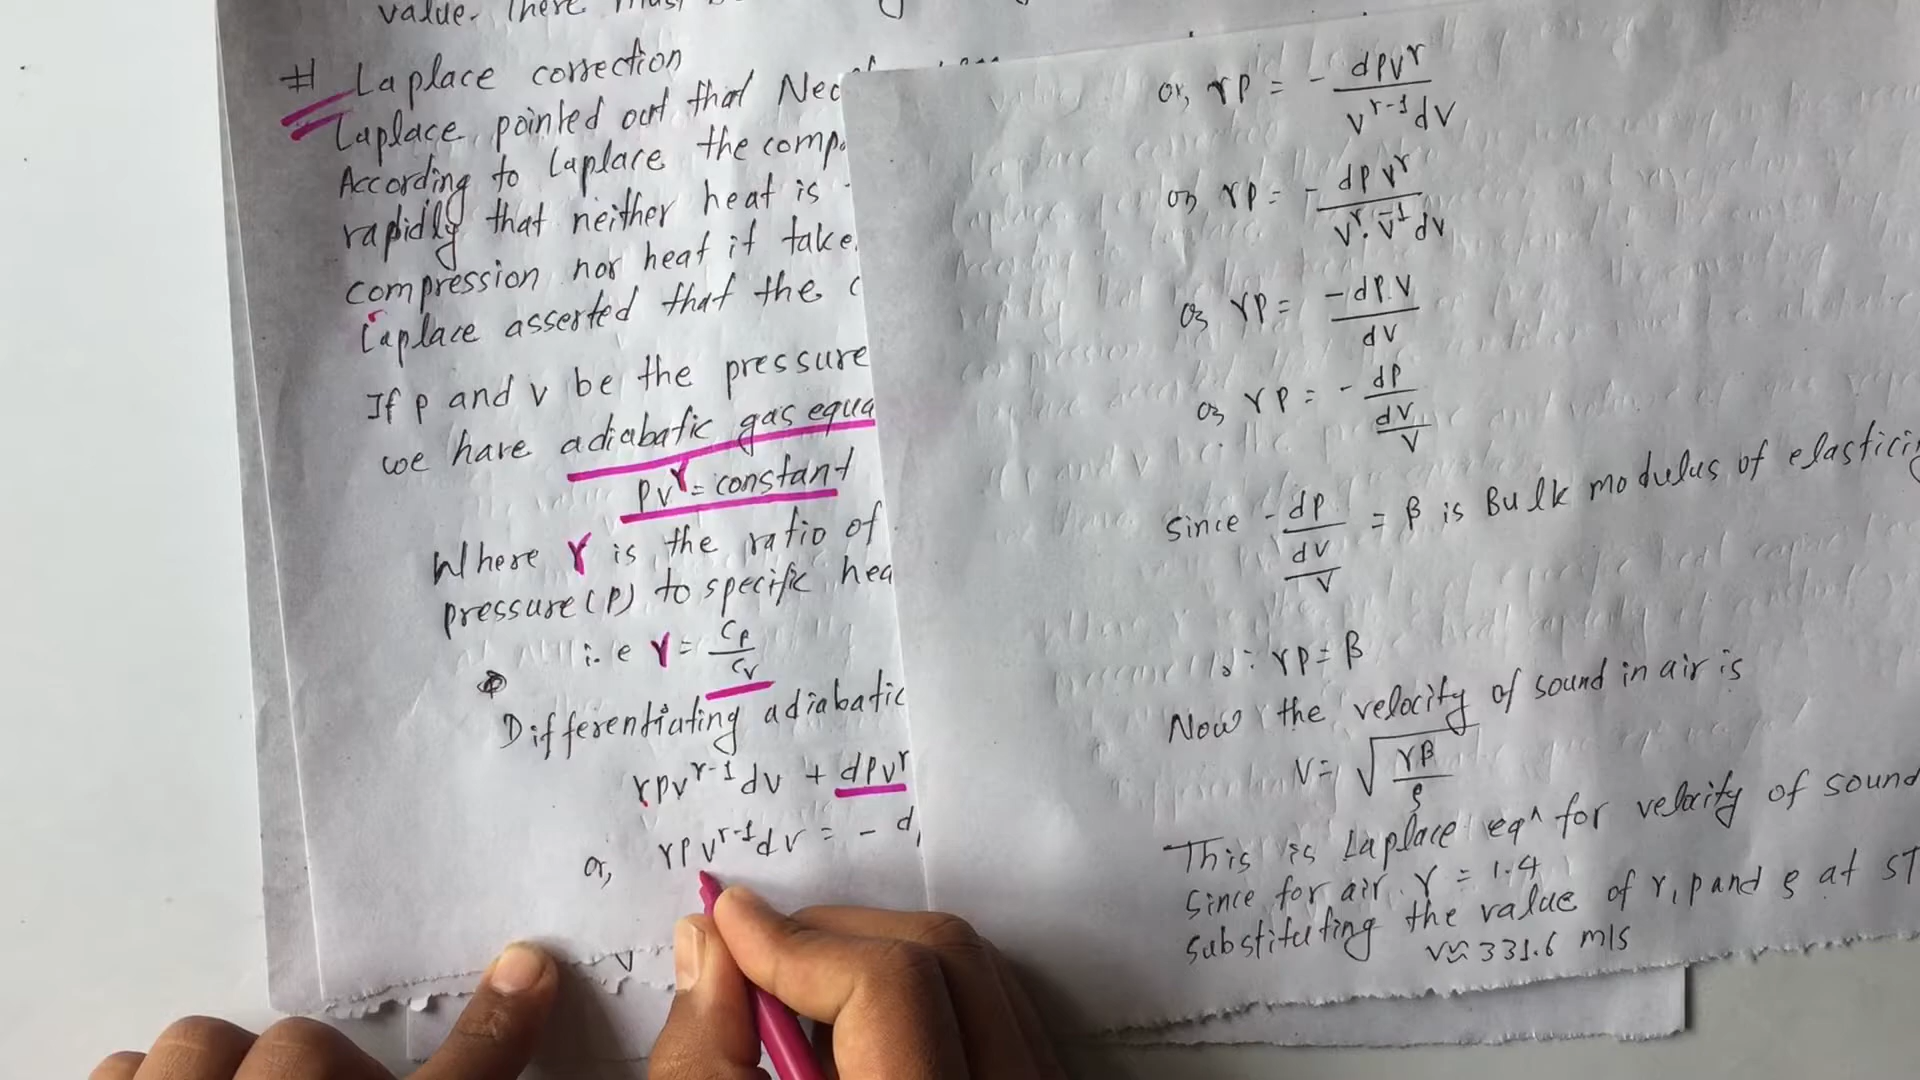 value. There must
# Laplace correction
Laplace pointed out that
According to Laplace the
rapidly that neither heat is
compression nor heat it take
Laplace asserted that the
If p and v be the pressure
we have adiabatic gas equa
pv^γ = constant
Where γ is the ratio of
pressure (P) to specific hea
i.e γ = Cp/Cv
Differentiating adiabatic
γpv^γ-1 dv + dpv^γ
or, γpv^γ-1 dv = - d
or, γp = - dpv^γ / v^γ-1 dv
or γp = - dp v^γ / v^γ . v^-1 dv
or γp = -dp.v / dv
or γp = - dp / dv/v
Since - dp / dv/v = β is Bulk modulus of elastici
∴ γp = β
Now the velocity of sound in air is
v = √γβ/ρ
This is Laplace eq^n for velocity of sound
Since for air γ = 1.4
substituting the value of γ, p and ρ at ST
v ≈ 331.6 m/s